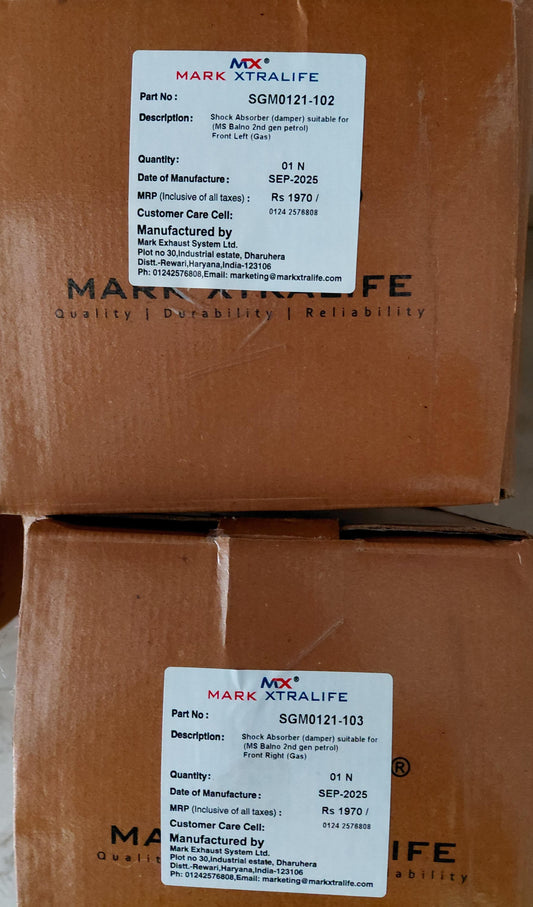 MX®
MARK XTRALIFE
Part No : SGM0121-102
Description: Shock Absorber (damper) suitable for
(MS Balno 2nd gen petrol)
Front Left (Gas)
Quantity: 01 N
Date of Manufacture : SEP-2025
MRP (Inclusive of all taxes) : Rs 1970 /
Customer Care Cell: 0124 2576808
Manufactured by
Mark Exhaust System Ltd.
Plot no 30,Industrial estate, Dharuhera
Distt.-Rewari,Haryana,India-123106
Ph: 01242576808,Email: marketing@markxtralife.com
MARK XTRALIFE
Quality | Durability | Reliability
MX®
MARK XTRALIFE
Part No : SGM0121-103
Description: Shock Absorber (damper) suitable for
(MS Balno 2nd gen petrol)
Front Right (Gas)
Quantity: 01 N
Date of Manufacture : SEP-2025
®
MRP (Inclusive of all taxes) : Rs 1970 /
Customer Care Cell: 0124 2576808
Manufactured by
Mark Exhaust System Ltd.
Plot no 30,Industrial estate, Dharuhera
Distt.-Rewari,Haryana,India-123106
Ph: 01242576808,Email: marketing@markxtralife.com